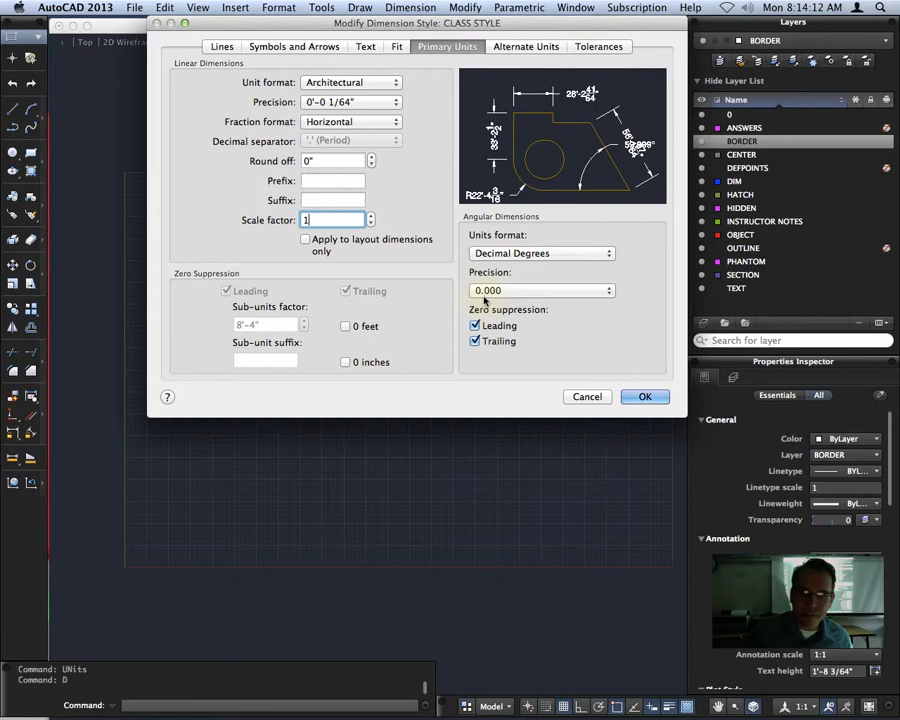 AutoCAD 2013 File Edit View Insert Format Tools Draw Dimension Modify Parametric Window Support 8:14:12 AM
Modify Dimension Style: CLASS STYLE
Layers
Top 2D Wirefram
BORDER
Lines Symbols and Arrows Text Fit Primary Units Alternate Units Tolerances
Linear Dimensions
Unit format: Architectural
Precision: 0'-0 1/64"
Fraction format: Horizontal
Decimal separator: '.' (Period)
Round off: 0"
Prefix:
Suffix:
Scale factor: 1
Apply to layout dimensions
only
Zero Suppression
Leading Trailing
Sub-units factor:
8'-4" 0 feet
Sub-unit suffix:
0 inches
Angular Dimensions
Units format:
Decimal Degrees
Precision:
0.000
Zero suppression:
Leading
Trailing
? Cancel OK
Hide Layer List
Name
0
ANSWERS
BORDER
CENTER
DEFPOINTS
DIM
HATCH
HIDDEN
INSTRUCTOR NOTES
OBJECT
OUTLINE
PHANTOM
SECTION
TEXT
Search for layer
Properties Inspector
Essentials All
General
Color ByLayer
Layer BORDER
Linetype BYL...
Linetype scale 1
Lineweight ByL...
Transparency 0
Annotation
Annotation scale 1:1
Text height 1'-8 3/64"
Command: UNits
Command: D
Command:
Model 1:1